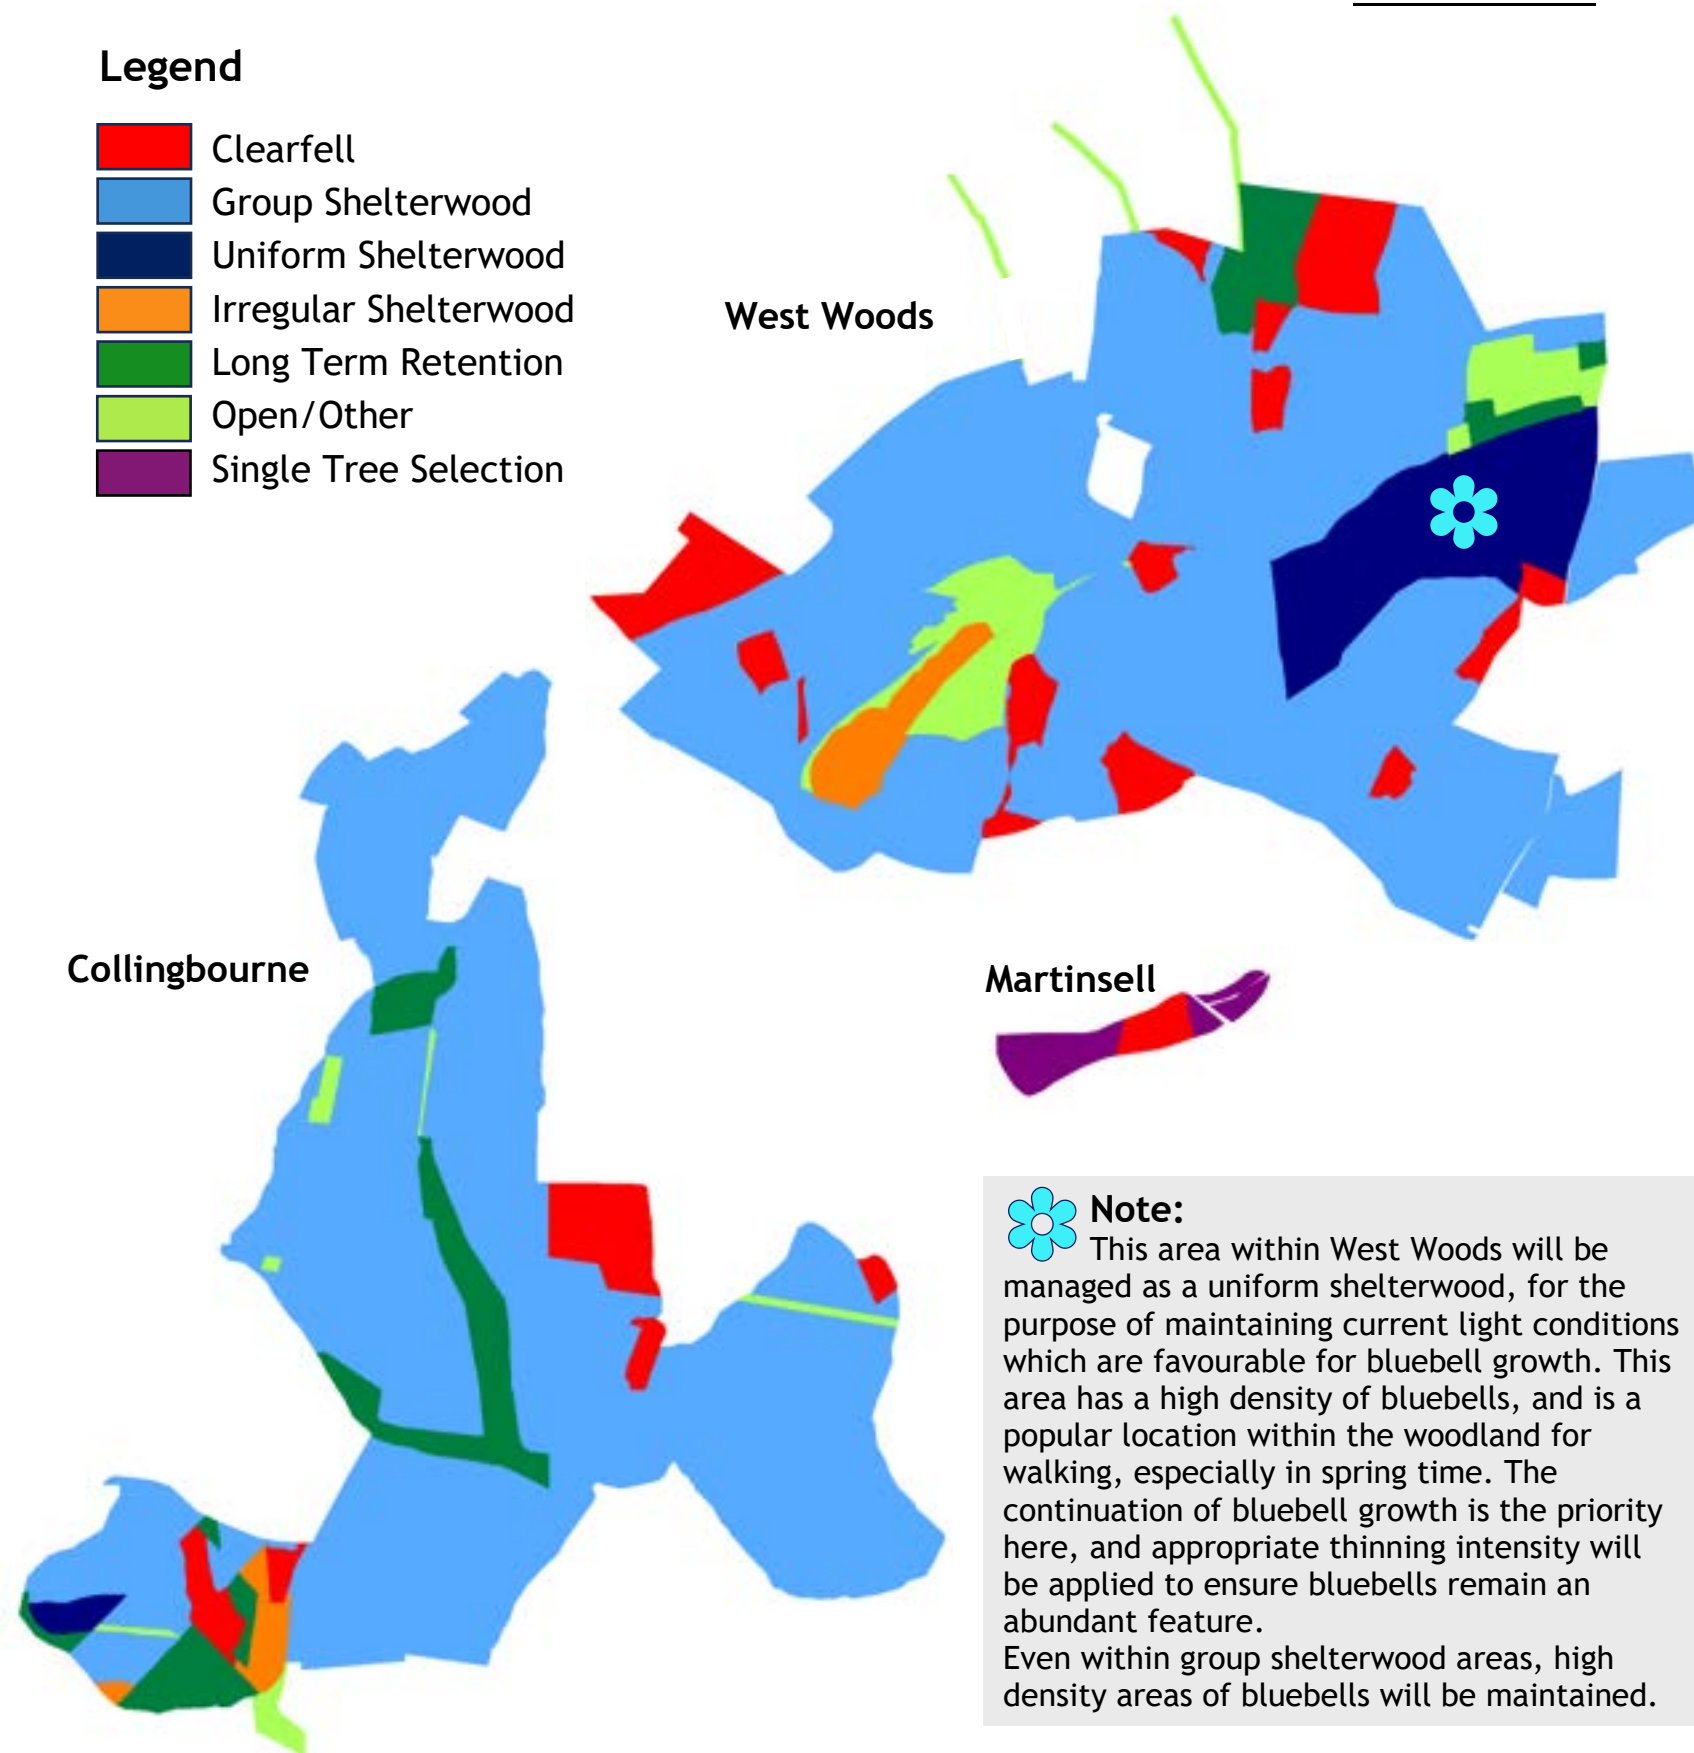 Legend
Clearfell
Group Shelterwood
Uniform Shelterwood
Irregular Shelterwood
Long Term Retention
Open/Other
Single Tree Selection
West Woods
Collingbourne
Martinsell
Note:
This area within West Woods will be
managed as a uniform shelterwood, for the
purpose of maintaining current light conditions
which are favourable for bluebell growth. This
area has a high density of bluebells, and is a
popular location within the woodland for
walking, especially in spring time. The
continuation of bluebell growth is the priority
here, and appropriate thinning intensity will
be applied to ensure bluebells remain an
abundant feature.
Even within group shelterwood areas, high
density areas of bluebells will be maintained.